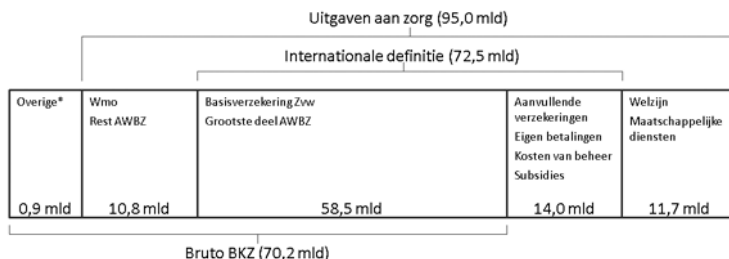 Uitgaven aan zorg (95,0 mld)
Internationale definitie (72,5 mld)
Overige*
0,9 mld
Wmo
Rest AWBZ
10,8 mld
Basisverzekering Zvw
Grootste deel AWBZ
58,5 mld
Aanvullende
verzekeringen
Eigen betalingen
Kosten van beheer
Subsidies
14,0 mld
Welzijn
Maatschappelijke
diensten
11,7 mld
Bruto BKZ (70,2 mld)